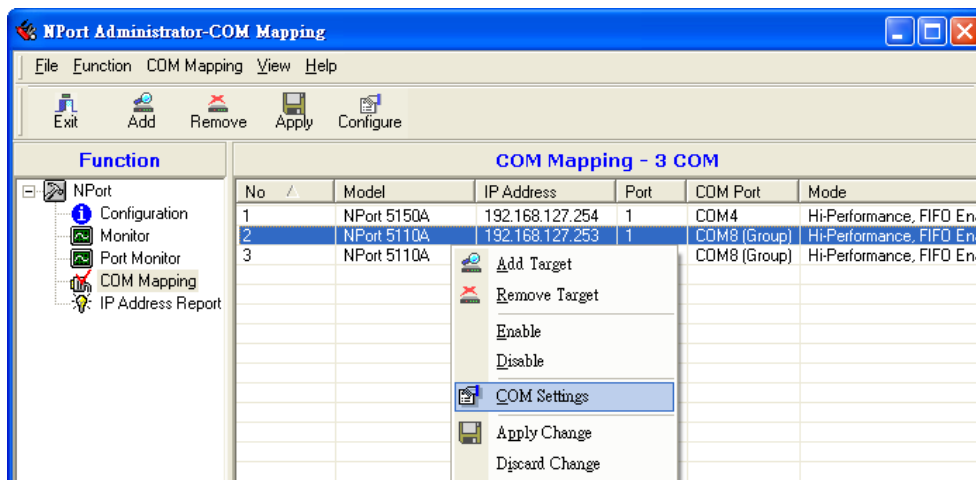 NPort Administrator-COM Mapping
File Function COM Mapping View Help
Exit Add Remove Apply Configure
Function
COM Mapping - 3 COM
NPort
Configuration
Monitor
Port Monitor
COM Mapping
IP Address Report
No Model IP Address Port COM Port Mode
1 NPort 5150A 192.168.127.254 1 COM4 Hi-Performance, FIFO En
2 NPort 5110A 192.168.127.253 1 COM8 (Group) Hi-Performance, FIFO En
3 NPort 5110A COM8 (Group) Hi-Performance, FIFO En
Add Target
Remove Target
Enable
Disable
COM Settings
Apply Change
Discard Change